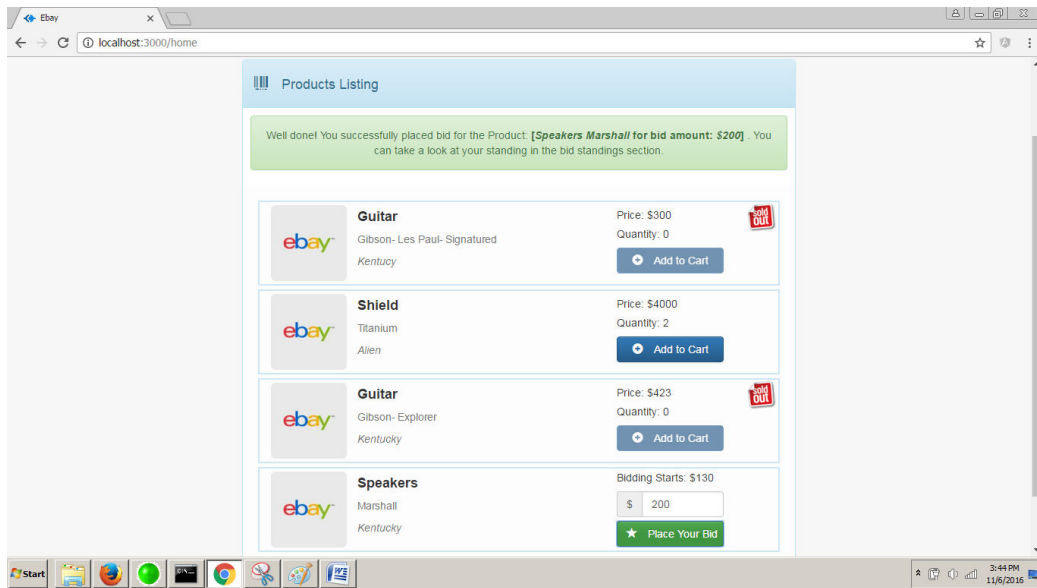 Ebay
localhost:3000/home
Products Listing
Well done! You successfully placed bid for the Product: [Speakers Marshall for bid amount: $200] . You
can take a look at your standing in the bid standings section.
ebay™
Guitar
Gibson- Les Paul- Signatured
Kentucy
Price: $300
Quantity: 0
Add to Cart
sold out
ebay™
Shield
Titanium
Alien
Price: $4000
Quantity: 2
Add to Cart
ebay™
Guitar
Gibson- Explorer
Kentucky
Price: $423
Quantity: 0
Add to Cart
sold out
ebay™
Speakers
Marshall
Kentucky
Bidding Starts: $130
$ 200
Place Your Bid
Start
3:44 PM
11/6/2016